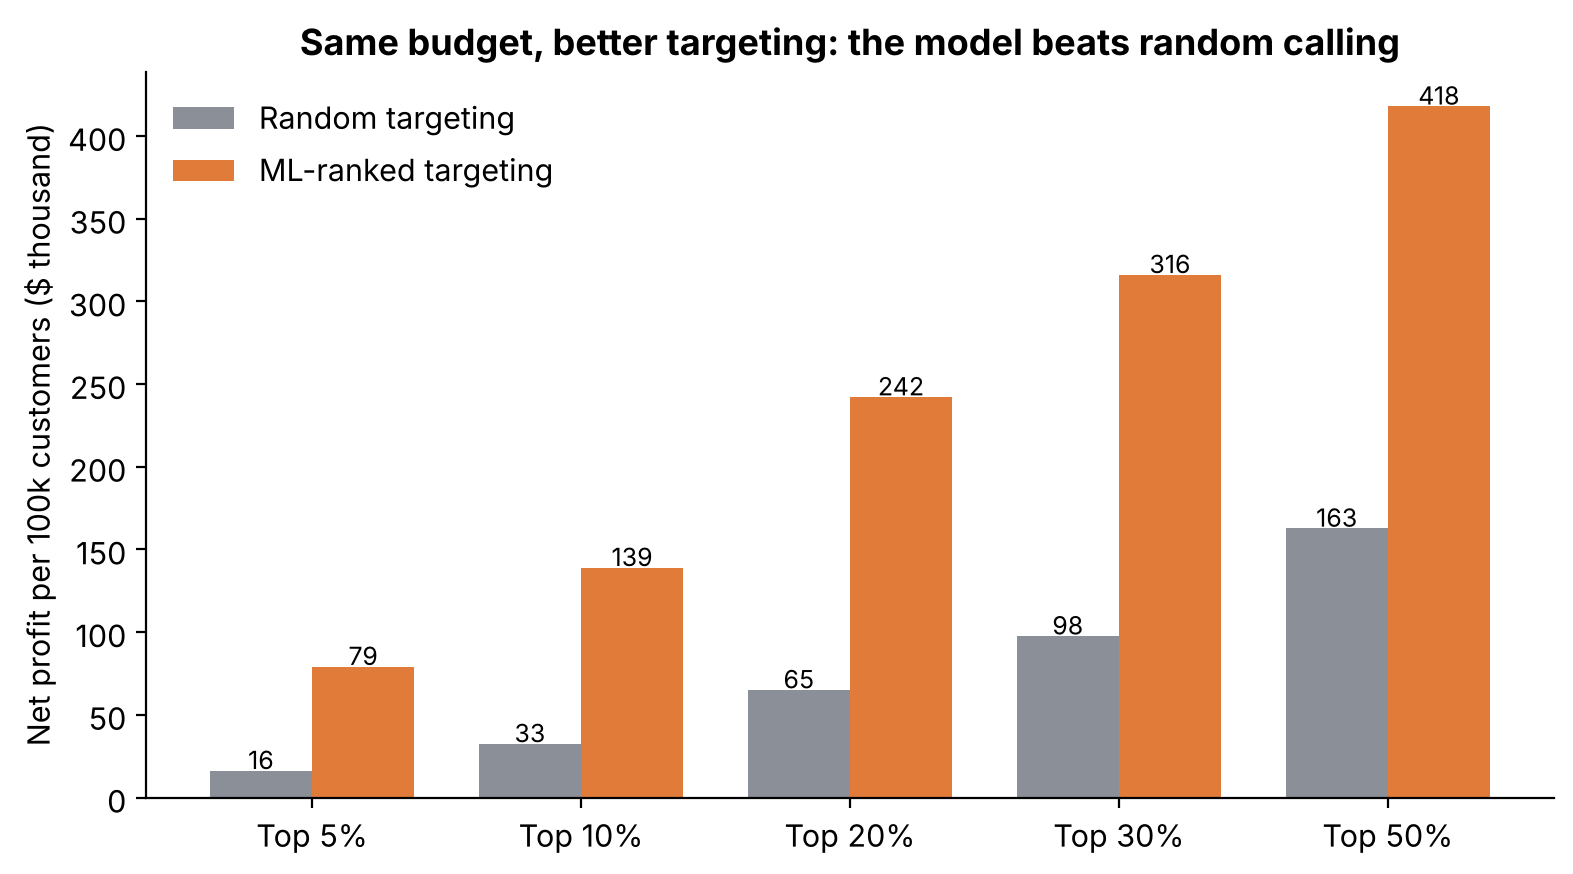 Same budget, better targeting: the model beats random calling
Random targeting
ML-ranked targeting
Net profit per 100k customers ($ thousand)
400
350
300
250
200
150
100
50
0
16
79
33
139
65
242
98
316
163
418
Top 5%
Top 10%
Top 20%
Top 30%
Top 50%